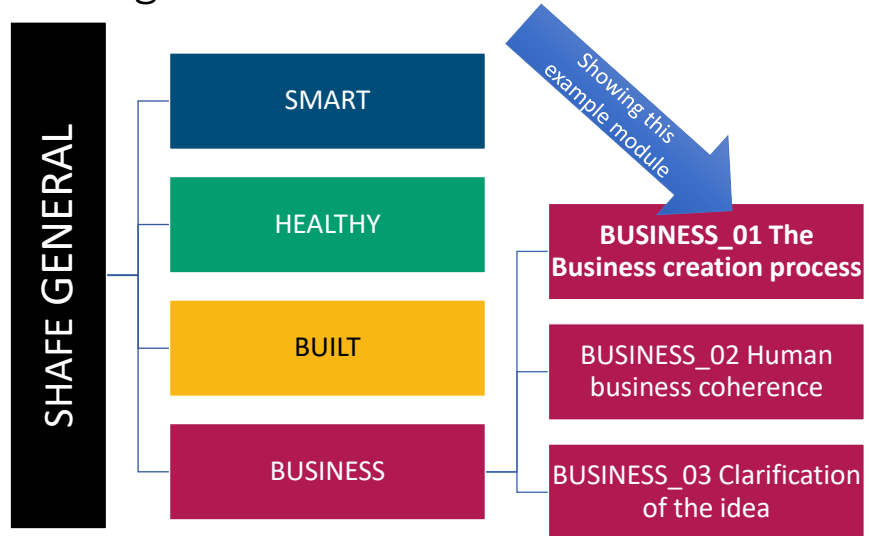 SHAFE GENERAL
SMART
HEALTHY
BUILT
BUSINESS
Showing this
example module
BUSINESS_01 The
Business creation process
BUSINESS_02 Human
business coherence
BUSINESS_03 Clarification
of the idea